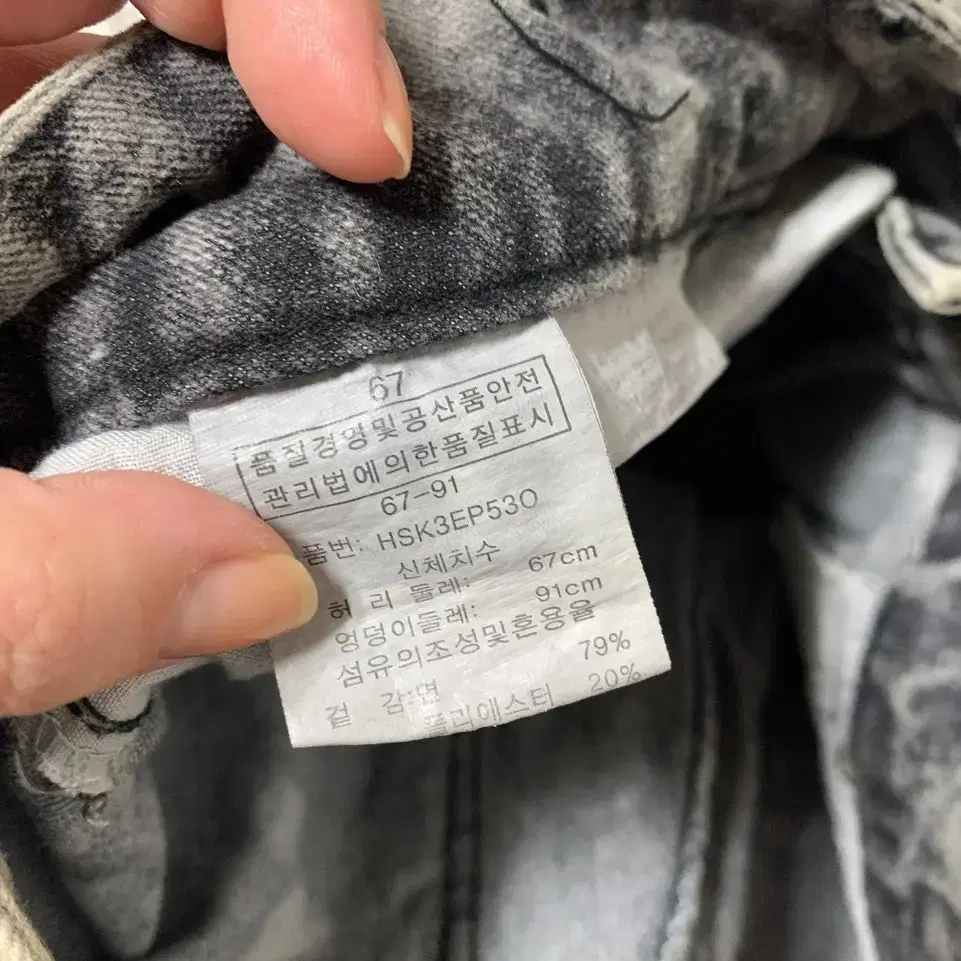 67
품질경영및공산품안전
관리법에의한품질표시
67-91
품번: HSK3EP530
신체치수
허 리 둘레: 67cm
엉덩이둘레: 91cm
섬유의조성및혼용율
겉 감:면 79%
폴리에스터 20%